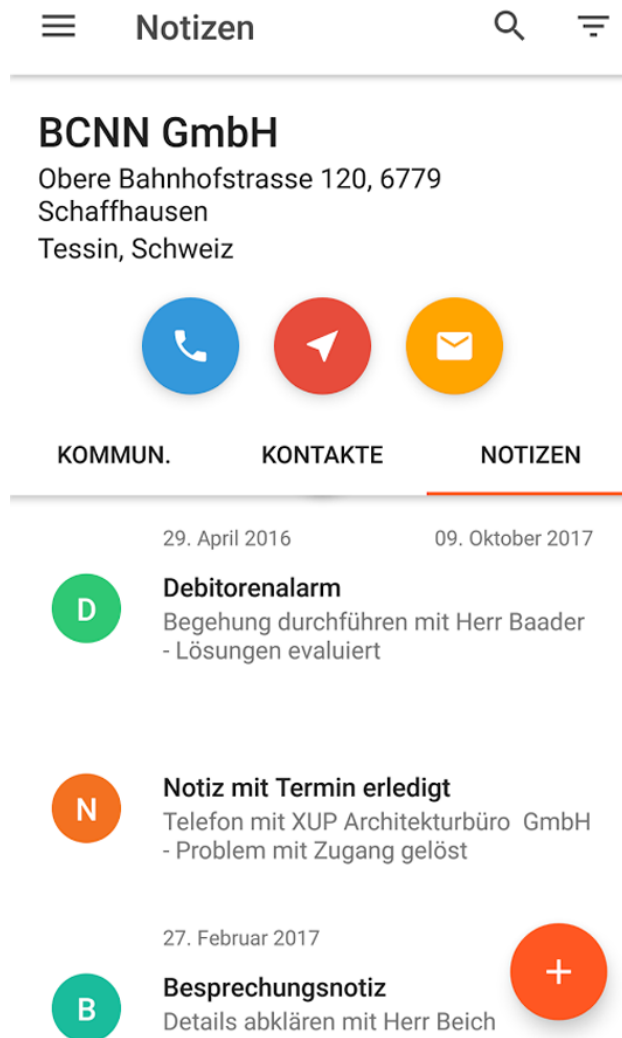 Notizen
BCNN GmbH
Obere Bahnhofstrasse 120, 6779
Schaffhausen
Tessin, Schweiz
KOMMUN. KONTAKTE NOTIZEN
29. April 2016 09. Oktober 2017
D
Debitorenalarm
Begehung durchführen mit Herr Baader
- Lösungen evaluiert
N
Notiz mit Termin erledigt
Telefon mit XUP Architekturbüro GmbH
- Problem mit Zugang gelöst
27. Februar 2017
B
Besprechungsnotiz
Details abklären mit Herr Beich